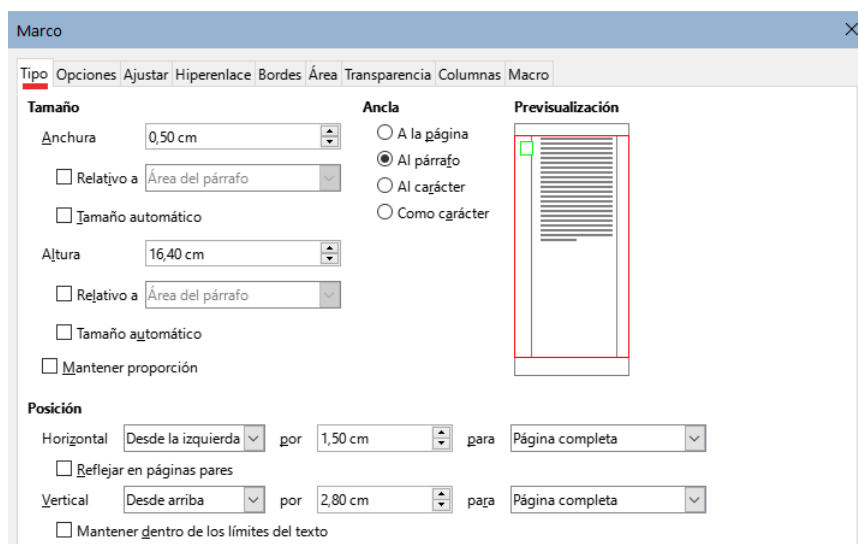 Marco
Tipo Opciones Ajustar Hiperenlace Bordes Área Transparencia Columnas Macro
Tamaño
Anchura 0,50 cm
Relativo a Área del párrafo
Tamaño automático
Altura 16,40 cm
Relativo a Área del párrafo
Tamaño automático
Mantener proporción
Ancla
A la página
Al párrafo
Al carácter
Como carácter
Previsualización
Posición
Horizontal Desde la izquierda por 1,50 cm para Página completa
Reflejar en páginas pares
Vertical Desde arriba por 2,80 cm para Página completa
Mantener dentro de los límites del texto